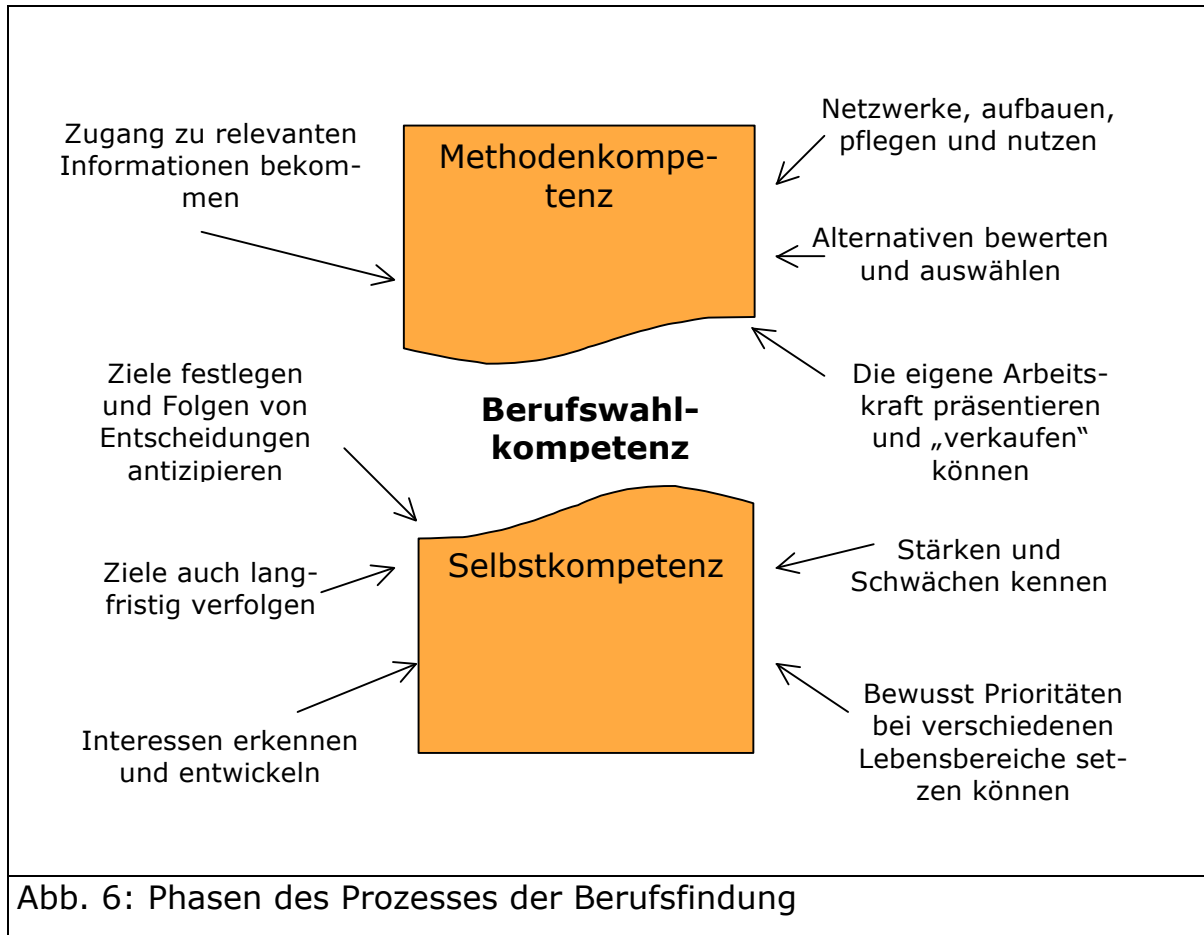 Zugang zu relevanten
Informationen bekom-
men
Methodenkompe-
tenz
Netzwerke, aufbauen,
pflegen und nutzen
Alternativen bewerten
und auswählen
Ziele festlegen
und Folgen von
Entscheidungen
antizipieren
Berufswahl-
kompetenz
Die eigene Arbeits-
kraft präsentieren
und „verkaufen“
können
Ziele auch lang-
fristig verfolgen
Selbstkompetenz
Stärken und
Schwächen kennen
Interessen erkennen
und entwickeln
Bewusst Prioritäten
bei verschiedenen
Lebensbereiche set-
zen können
Abb. 6: Phasen des Prozesses der Berufsfindung